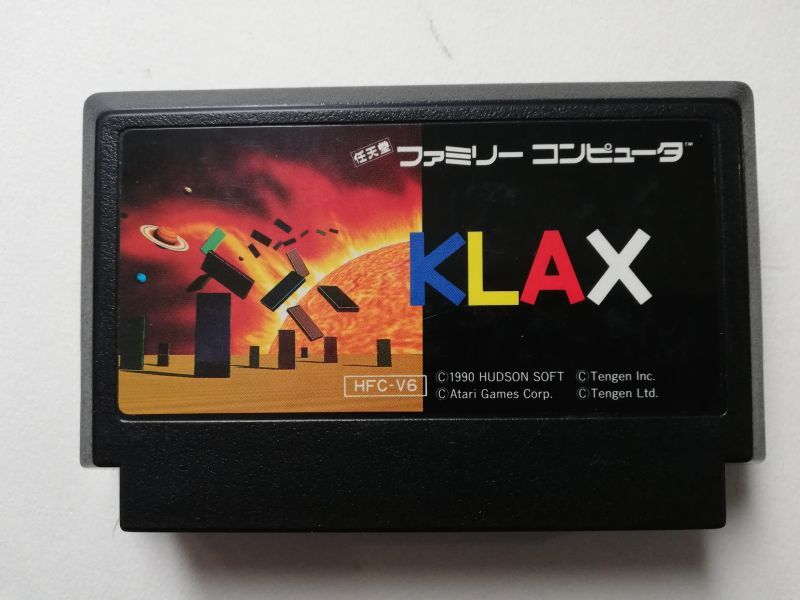 任天堂 ファミリー コンピュータ™
KLAX
HFC-V6
©1990 HUDSON SOFT ©Tengen Inc.
©Atari Games Corp. ©Tengen Ltd.